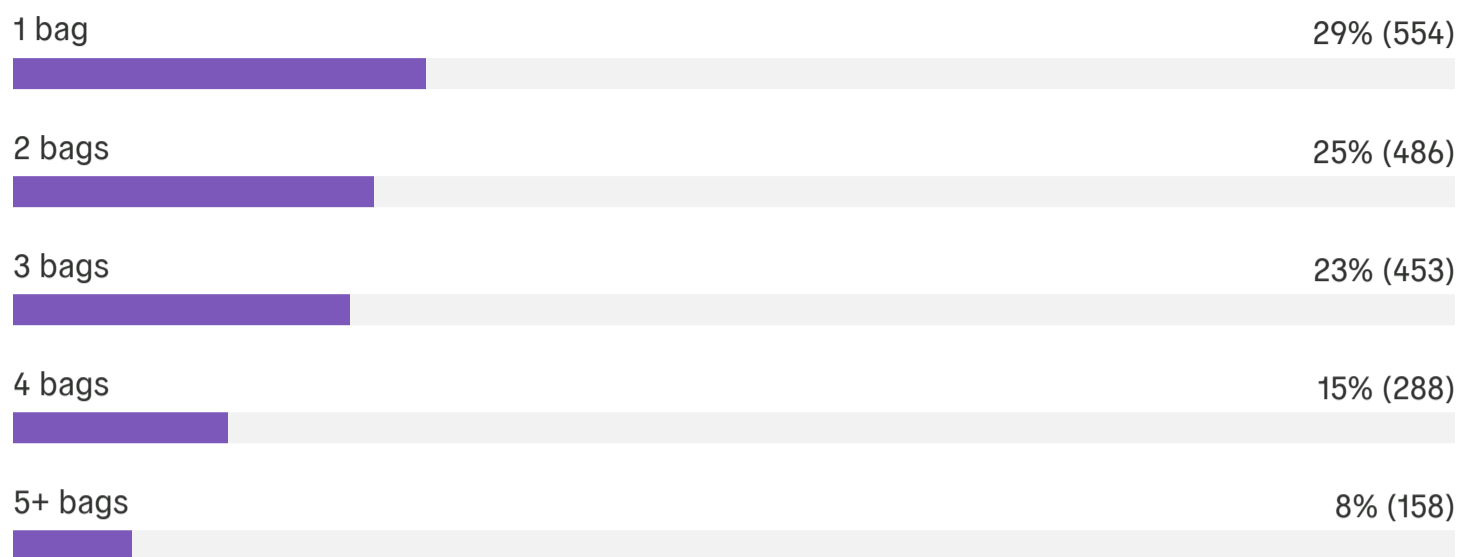 1 bag 29% (554)
2 bags 25% (486)
3 bags 23% (453)
4 bags 15% (288)
5+ bags 8% (158)